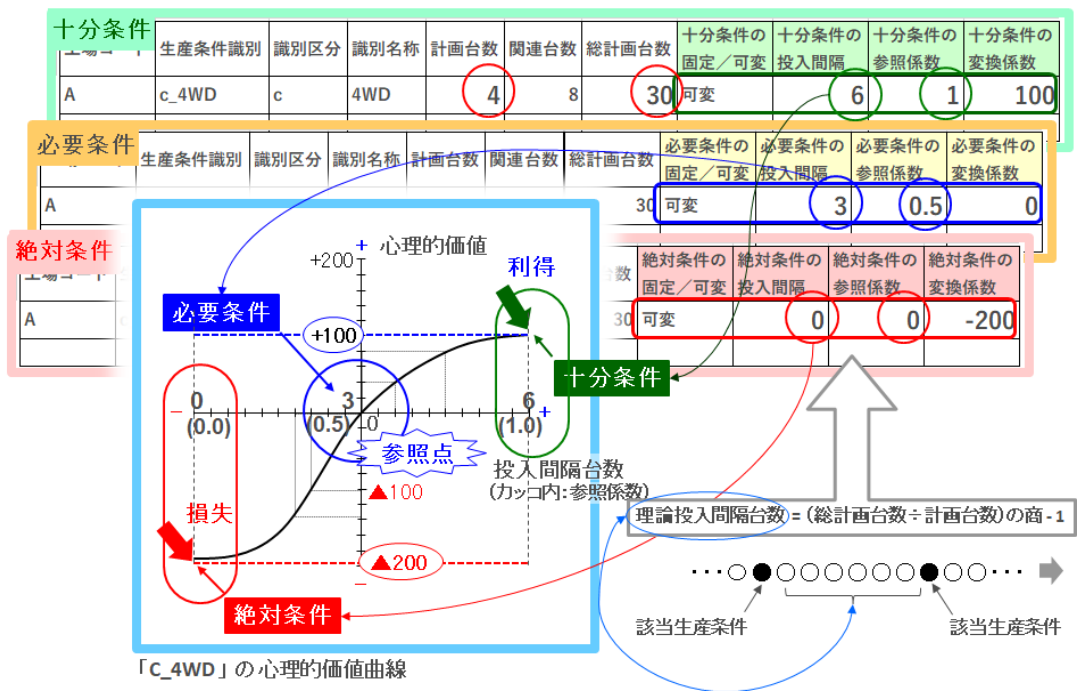 十分条件
生産条件識別 識別区分 識別名称 計画台数 関連台数 総計画台数 十分条件の固定／可変 十分条件の投入間隔 十分条件の参照係数 十分条件の変換係数
A c_4WD c 4WD 4 8 30 可変 6 1 100
必要条件
生産条件識別 識別区分 識別名称 計画台数 関連台数 総計画台数 必要条件の固定／可変 必要条件の投入間隔 必要条件の参照係数 必要条件の変換係数
A 30 可変 3 0.5 0
絶対条件
工場コード 台数 絶対条件の固定／可変 絶対条件の投入間隔 絶対条件の参照係数 絶対条件の変換係数
A 30 可変 0 0 -200
+ 心理的価値
+200
利得
必要条件
+100
十分条件
− 0 3 6 +
(0.0) (0.5) 0 (1.0)
参照点
投入間隔台数
(カッコ内：参照係数)
▲100
損失
▲200
−
絶対条件
理論投入間隔台数 = (総計画台数÷計画台数)の商 - 1
･･･○●○○○○○○●○○･･･
該当生産条件 該当生産条件
「C_4WD」の心理的価値曲線